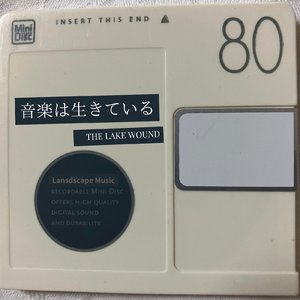 Mini
Disc
INSERT THIS END ▲
80
音楽は生きている
THE LAKE WOUND
Lansdscape Music
RECORDABLE MINI DISC
OFFERS HIGH QUALITY
DIGITAL SOUND
AND DURABILITY